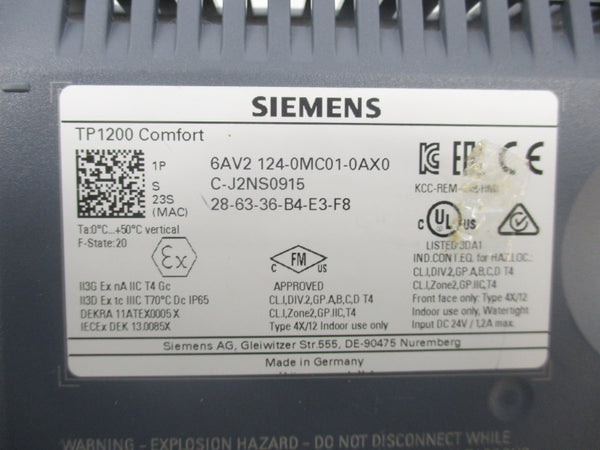 SIEMENS
TP1200 Comfort
1P 6AV2 124-0MC01-0AX0
S C-J2NS0915
23S (MAC) 28-63-36-B4-E3-F8
KCC-REM-
Ta:0°C...+50°C vertical
F-State: 20
Ex
C FM US
C UL US
LISTED 3DA1
IND.CONT.EQ. for HAZ.LOC.:
II3G Ex nA IIC T4 Gc
II3D Ex tc IIIC T70°C Dc IP65
DEKRA 11ATEX0005 X
IECEx DEK 13.0085X
APPROVED
CL.I,DIV.2,GP.A,B,C,D T4
CL.I,Zone2,GP.IIC,T4
Type 4X/12 Indoor use only
CL.I,DIV.2,GP.A,B,C,D T4
CL.I,Zone2,GP.IIC,T4
Front face only: Type 4X/12
Indoor use only, Watertight
Input DC 24V / 1,2A max.
Siemens AG, Gleiwitzer Str.555, DE-90475 Nuremberg
Made in Germany
WARNING - EXPLOSION HAZARD - DO NOT DISCONNECT WHILE